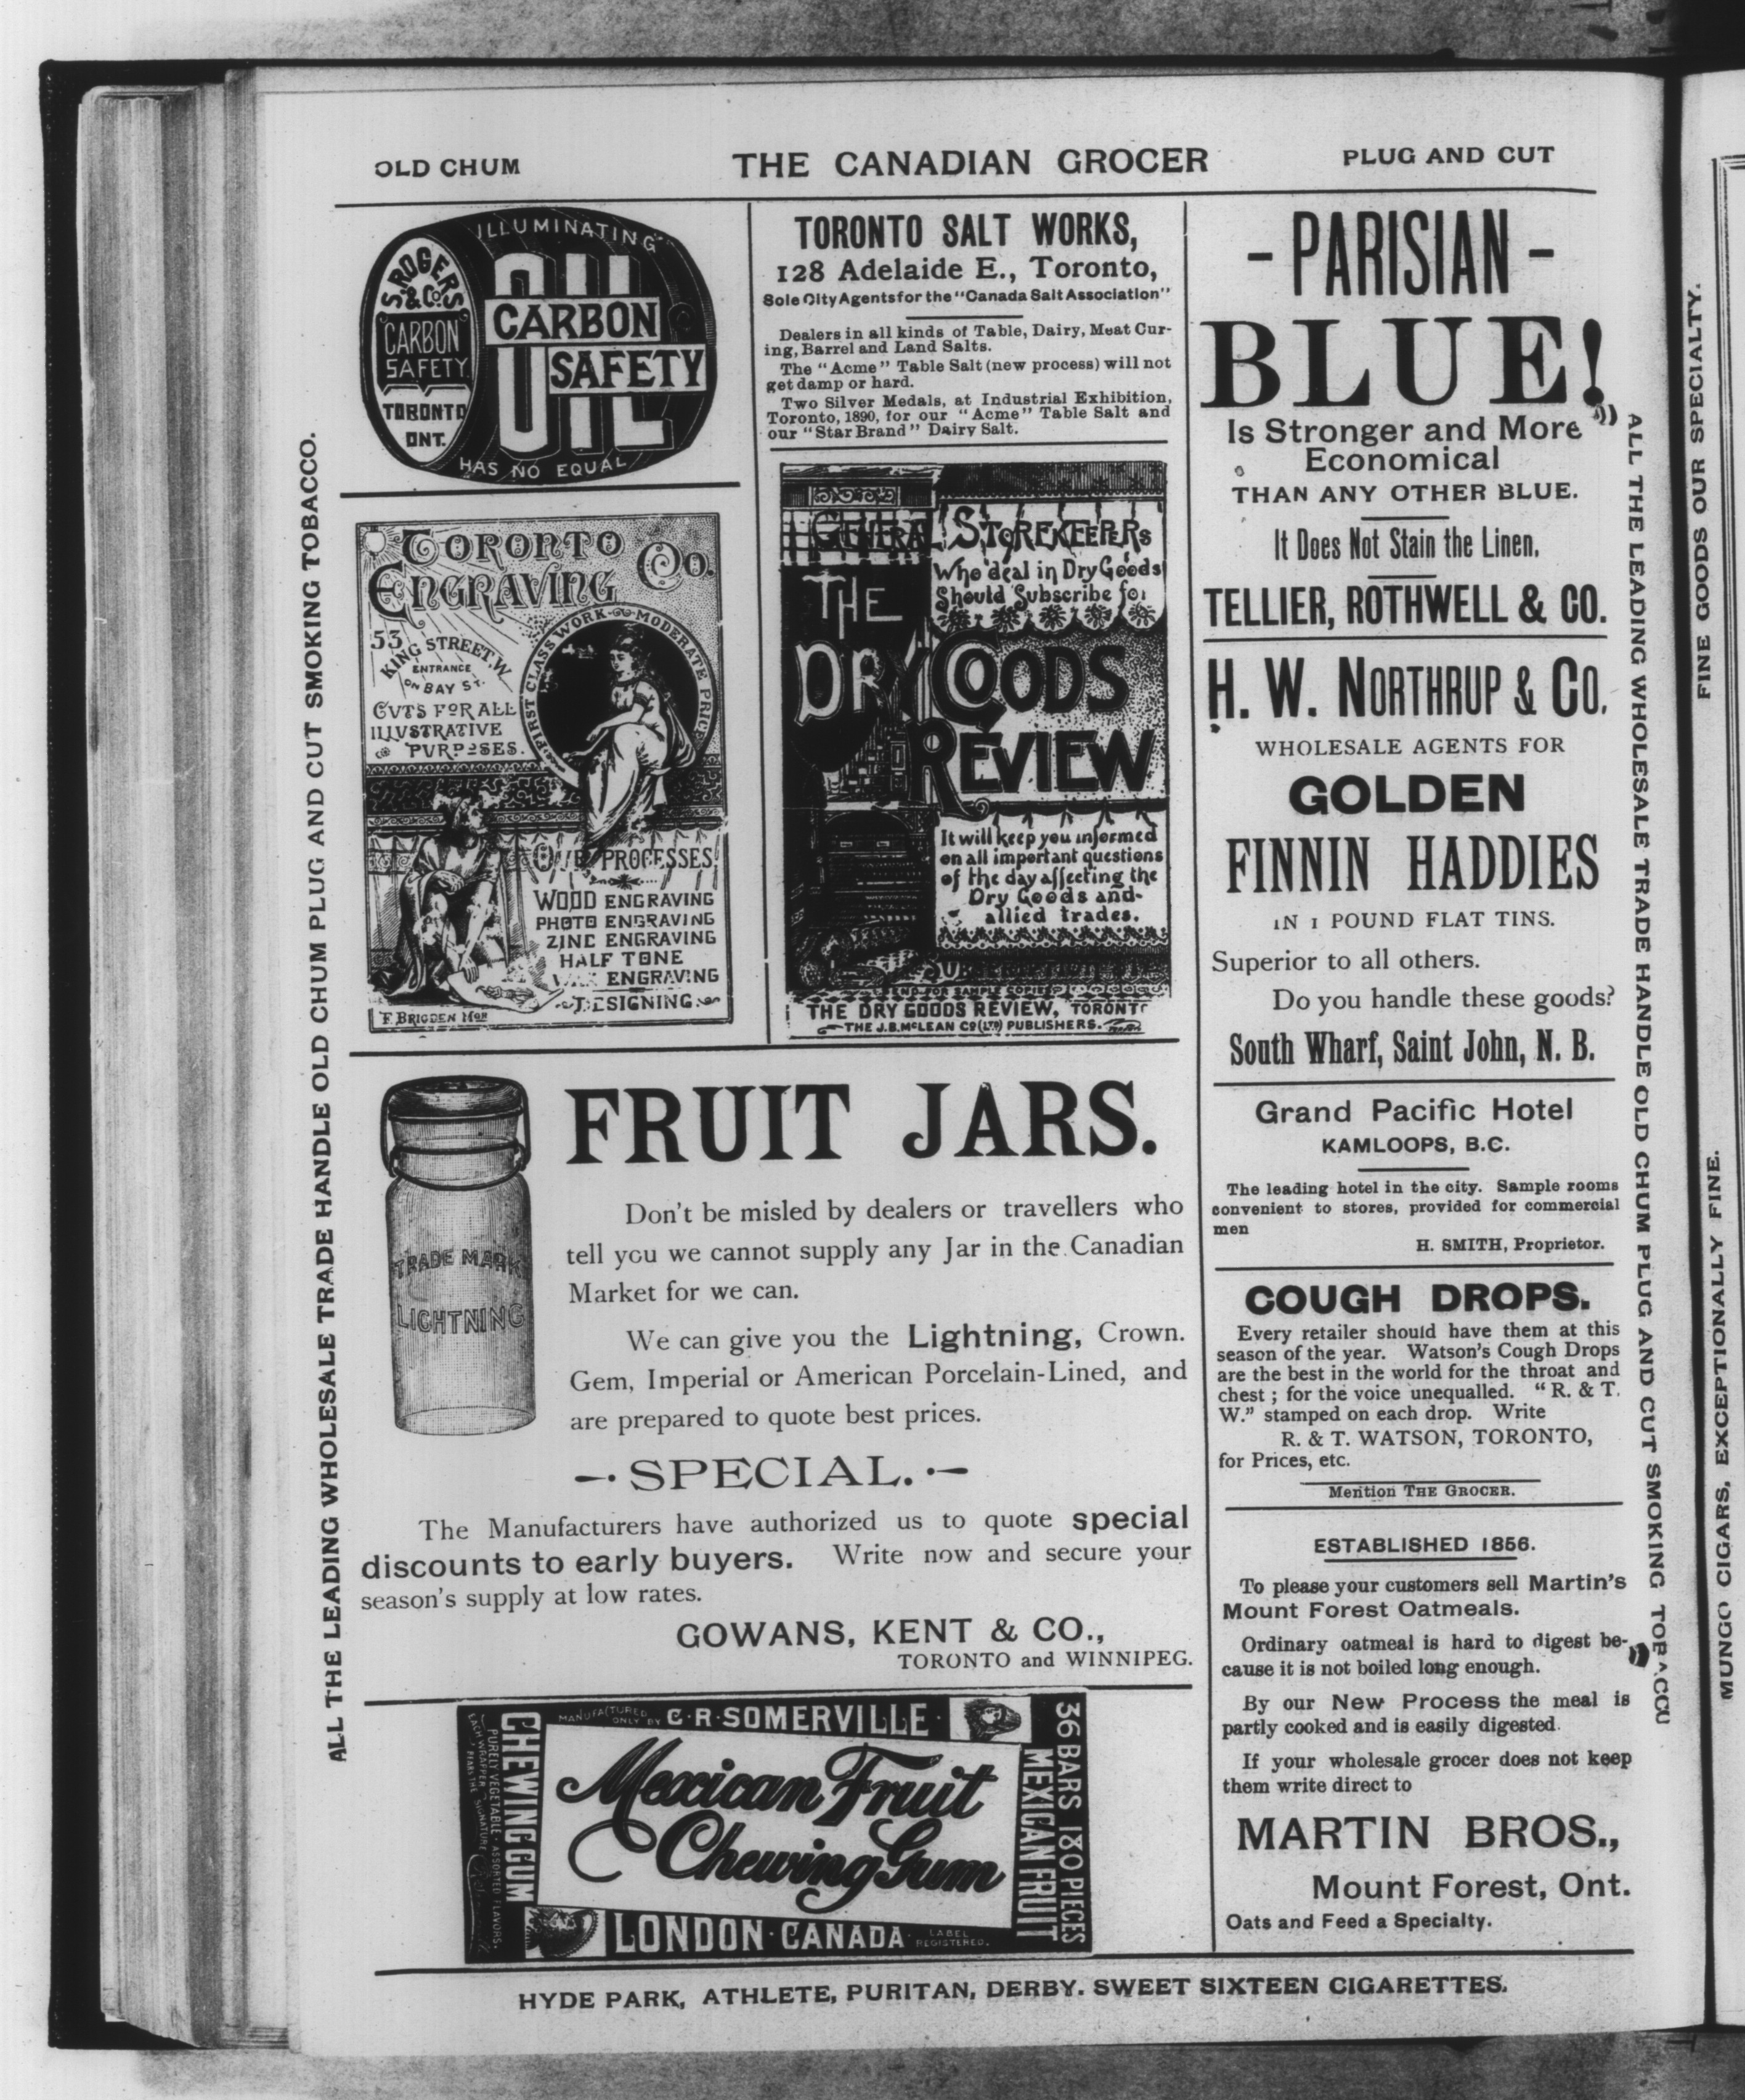 OLD CHUM
THE CANADIAN GROCER
PLUG AND CUT
ALL THE LEADING WHOLESALE TRADE HANDLE OLD CHUM PLUG AND CUT SMOKING TOBACCO.
ILLUMINATING
OIL
S. ROGERS
& Co.
CARBON
SAFETY
TORONTO
ONT.
CARBON
SAFETY
HAS NO EQUAL
TORONTO
ENGRAVING Co.
53
KING STREET, W
ENTRANCE
ON BAY ST.
CUTS FOR ALL
ILLUSTRATIVE
PURPOSES.
FIRST CLASS WORK MODERATE PRICES
OUR PROCESSES
WOOD ENGRAVING
PHOTO ENGRAVING
ZINC ENGRAVING
HALF TONE
WAX ENGRAVING
DESIGNING
F. BRIGDEN MGR
TORONTO SALT WORKS,
128 Adelaide E., Toronto,
Sole City Agents for the "Canada Salt Association"
Dealers in all kinds of Table, Dairy, Meat Cur-
ing, Barrel and Land Salts.
The "Acme" Table Salt (new process) will not
get damp or hard.
Two Silver Medals, at Industrial Exhibition,
Toronto, 1890, for our "Acme" Table Salt and
our "Star Brand" Dairy Salt.
GENERAL STOREKEEPERS
Who deal in Dry Goods
Should Subscribe for
THE
DRY GOODS
REVIEW
It will keep you informed
on all important questions
of the day affecting the
Dry Goods and
allied trades.
SEND FOR SAMPLE COPIES
THE DRY GOODS REVIEW, TORONTO
THE J.B. McLEAN Co (LTD) PUBLISHERS.
FRUIT JARS.
TRADE MARK
LIGHTNING
Don't be misled by dealers or travellers who
tell you we cannot supply any Jar in the Canadian
Market for we can.
We can give you the Lightning, Crown.
Gem, Imperial or American Porcelain-Lined, and
are prepared to quote best prices.
SPECIAL.
The Manufacturers have authorized us to quote special
discounts to early buyers. Write now and secure your
season's supply at low rates.
GOWANS, KENT & CO.,
TORONTO and WINNIPEG.
MANUFACTURED
ONLY BY
C. R. SOMERVILLE
CHEWING GUM
PURELY VEGETABLE - ASSORTED FLAVORS.
EACH WRAPPER BEARS THE SIGNATURE
Mexican Fruit
Chewing Gum
36 BARS 180 PIECES
MEXICAN FRUIT
LONDON · CANADA
LABEL
REGISTERED.
- PARISIAN -
BLUE!
Is Stronger and More
Economical
THAN ANY OTHER BLUE.
It Does Not Stain the Linen.
TELLIER, ROTHWELL & CO.
H. W. NORTHRUP & CO.
WHOLESALE AGENTS FOR
GOLDEN
FINNIN HADDIES
IN 1 POUND FLAT TINS.
Superior to all others.
Do you handle these goods?
South Wharf, Saint John, N. B.
Grand Pacific Hotel
KAMLOOPS, B.C.
The leading hotel in the city. Sample rooms
convenient to stores, provided for commercial
men
H. SMITH, Proprietor.
COUGH DROPS.
Every retailer should have them at this
season of the year. Watson's Cough Drops
are the best in the world for the throat and
chest; for the voice unequalled. "R. & T.
W." stamped on each drop. Write
R. & T. WATSON, TORONTO,
for Prices, etc.
Mention THE GROCER.
ESTABLISHED 1856.
To please your customers sell Martin's
Mount Forest Oatmeals.
Ordinary oatmeal is hard to digest be-
cause it is not boiled long enough.
By our New Process the meal is
partly cooked and is easily digested.
If your wholesale grocer does not keep
them write direct to
MARTIN BROS.,
Mount Forest, Ont.
Oats and Feed a Specialty.
ALL THE LEADING WHOLESALE TRADE HANDLE OLD CHUM PLUG AND CUT SMOKING TOBACCO
HYDE PARK, ATHLETE, PURITAN, DERBY. SWEET SIXTEEN CIGARETTES.
MUNGO CIGARS, EXCEPTIONALLY FINE.
FINE GOODS OUR SPECIALTY.